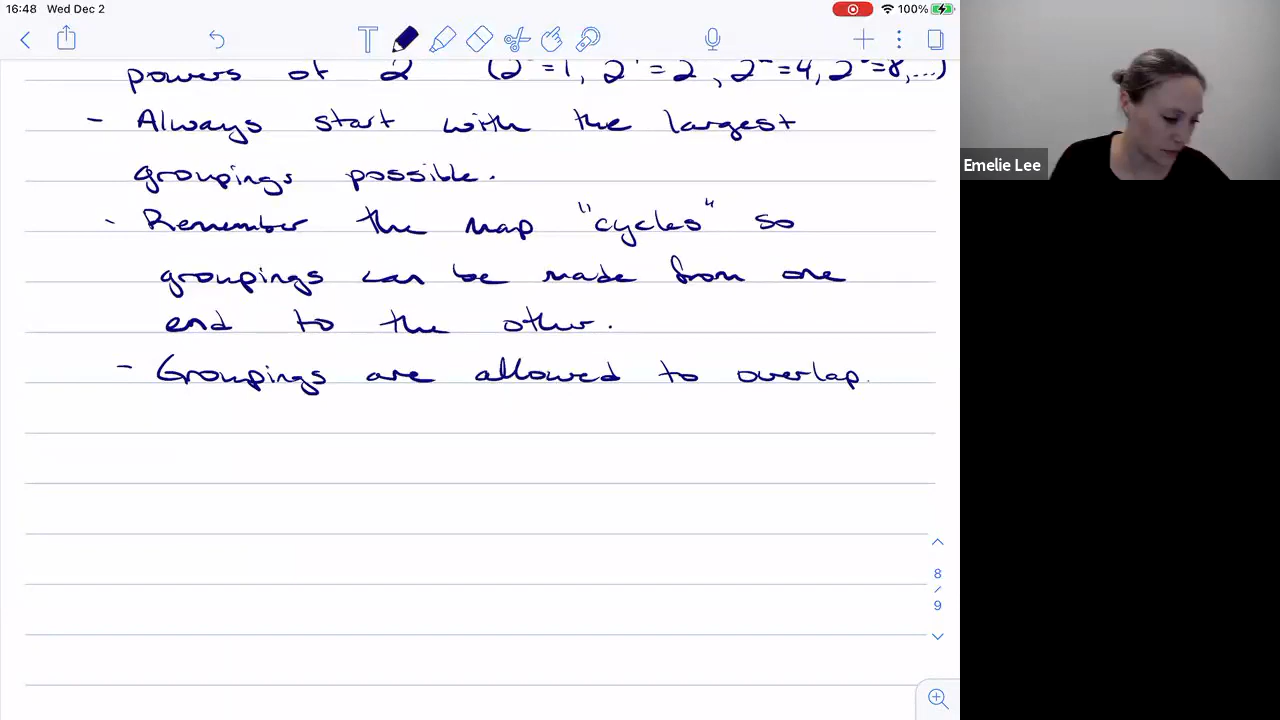 16:48 Wed Dec 2
100%
powers of 2 (2⁰=1, 2¹=2, 2²=4, 2³=8,...)
- Always start with the largest
groupings possible.
- Remember the map "cycles" so
groupings can be made from one
end to the other.
- Groupings are allowed to overlap.
8
/
9
Emelie Lee